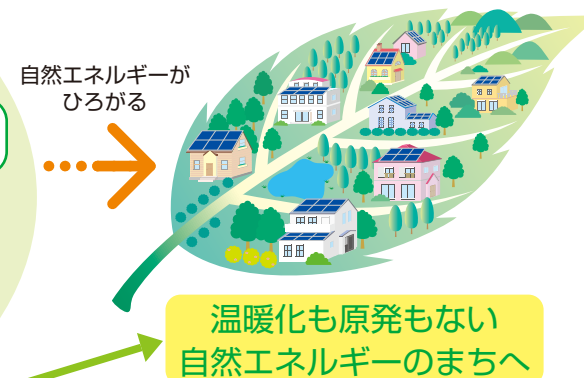 自然エネルギーが
ひろがる
温暖化も原発もない
自然エネルギーのまちへ